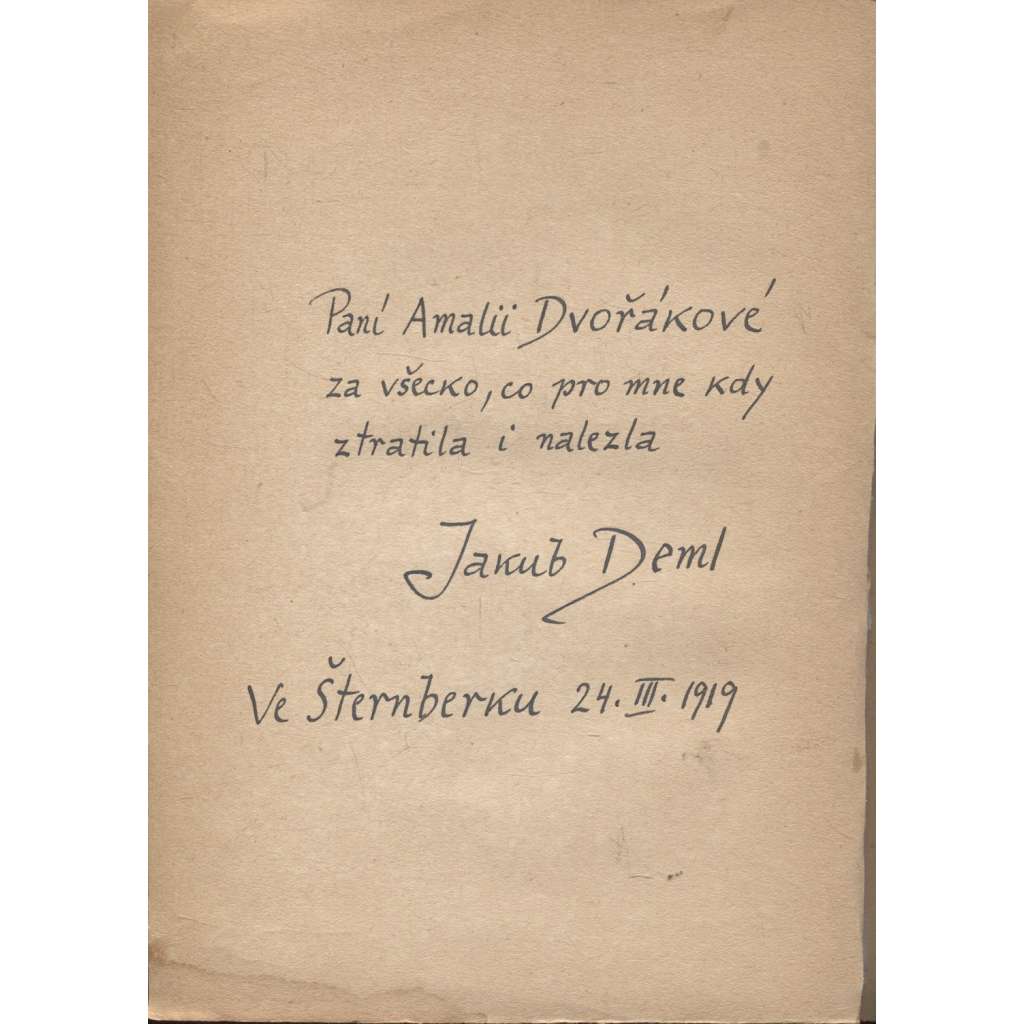 Paní Amalii Dvořákové
za všecko, co pro mne kdy
ztratila i nalezla
Jakub Deml
Ve Šternberku 24. III. 1919